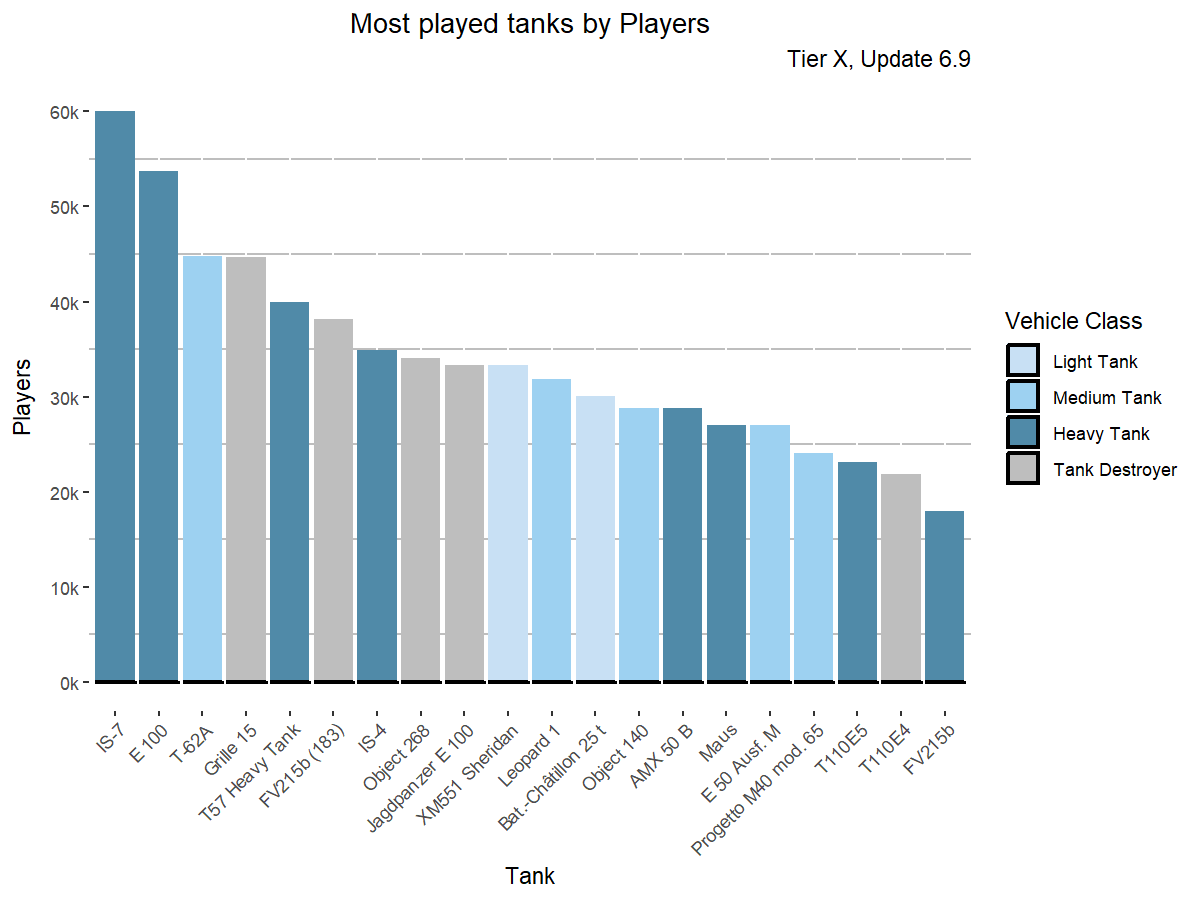 Most played tanks by Players
Tier X, Update 6.9
60k
50k
40k
30k
20k
10k
0k
Players
IS-7
E 100
T-62A
Grille 15
T57 Heavy Tank
FV215b (183)
IS-4
Object 268
Jagdpanzer E 100
XM551 Sheridan
Leopard 1
Bat.-Châtillon 25 t
Object 140
AMX 50 B
Maus
E 50 Ausf. M
Progetto M40 mod. 65
T110E5
T110E4
FV215b
Tank
Vehicle Class
Light Tank
Medium Tank
Heavy Tank
Tank Destroyer